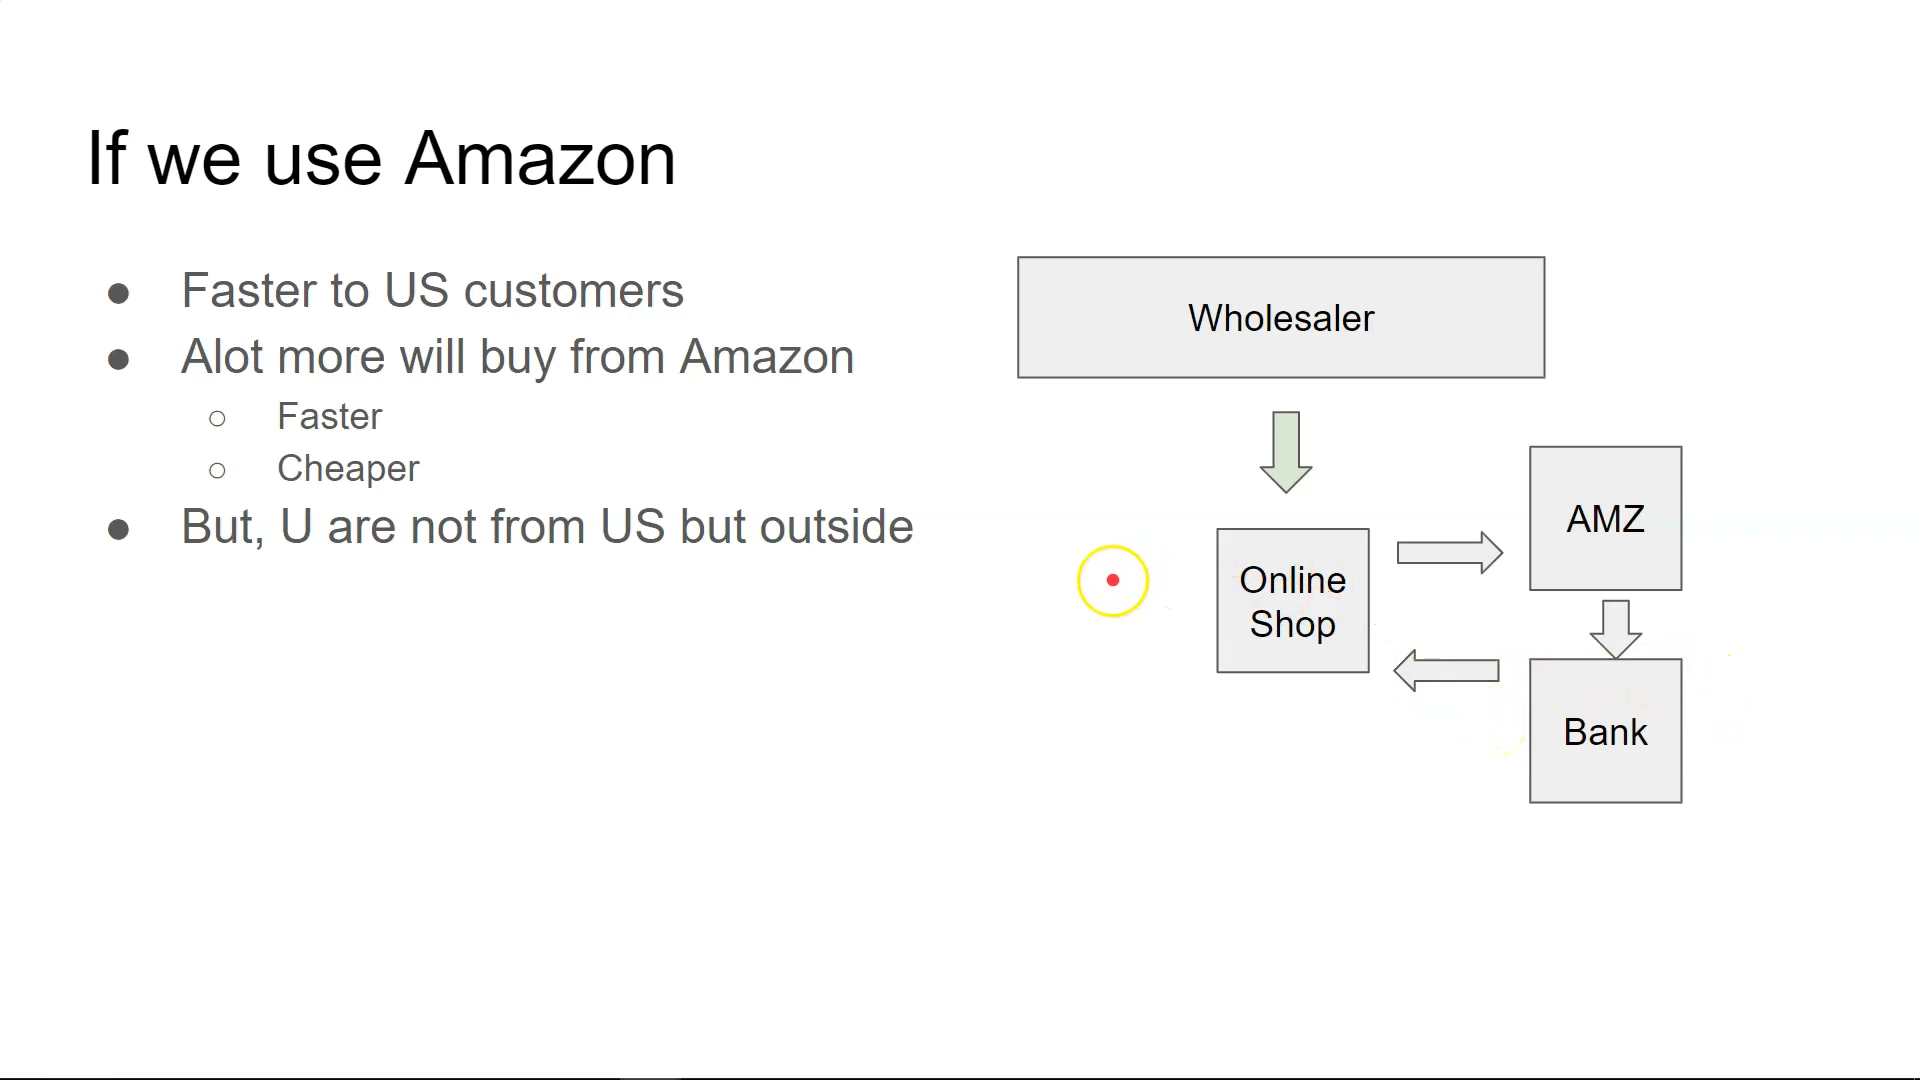 If we use Amazon
● Faster to US customers
● Alot more will buy from Amazon
○ Faster
○ Cheaper
● But, U are not from US but outside
Wholesaler
AMZ
Online
Shop
Bank